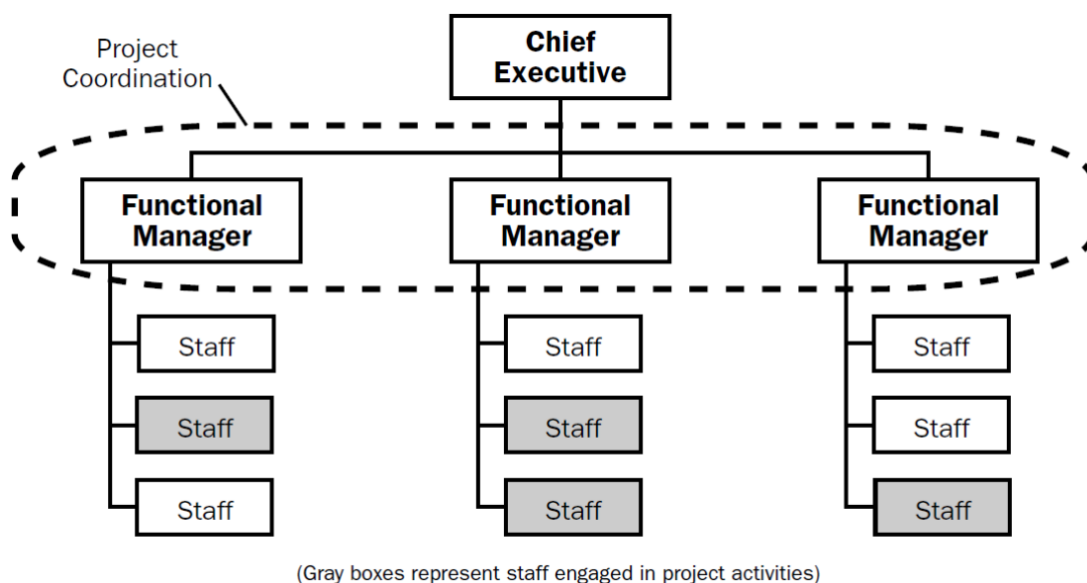 Project
Coordination
Chief
Executive
Functional
Manager
Functional
Manager
Functional
Manager
Staff
Staff
Staff
Staff
Staff
Staff
Staff
Staff
Staff
(Gray boxes represent staff engaged in project activities)